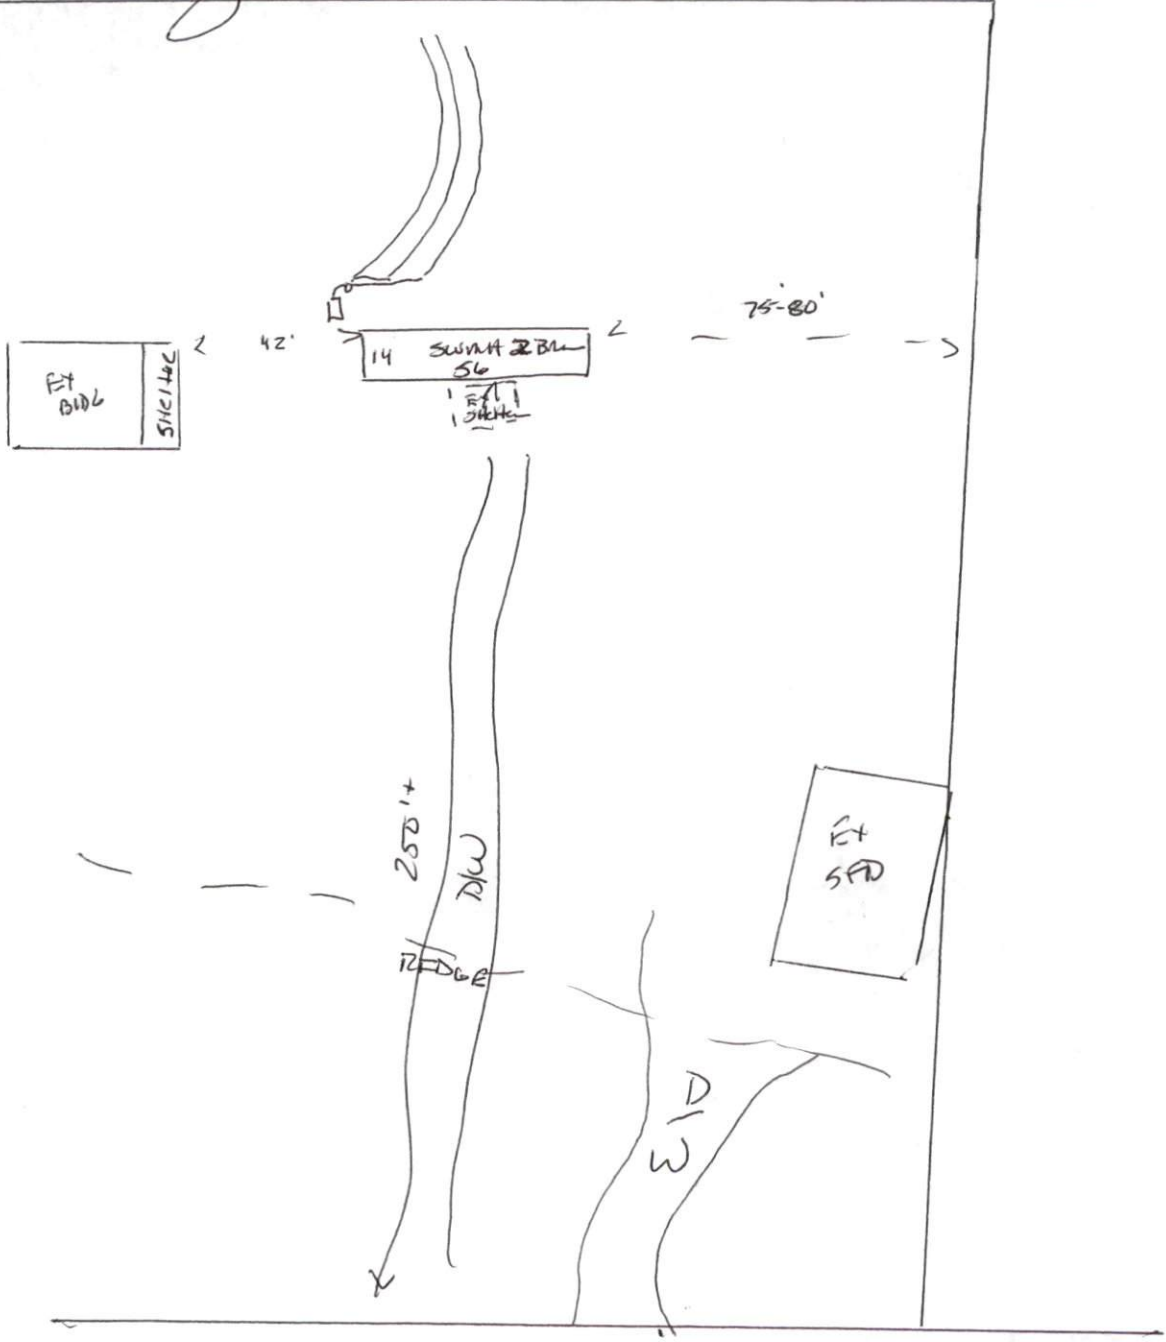 75'-80'
42'
14
SWMH 2 BR
56
EX
BLDG
SHELTER
EX
Shelter
250'+
D/W
RIDGE
EX
SFD
D/W